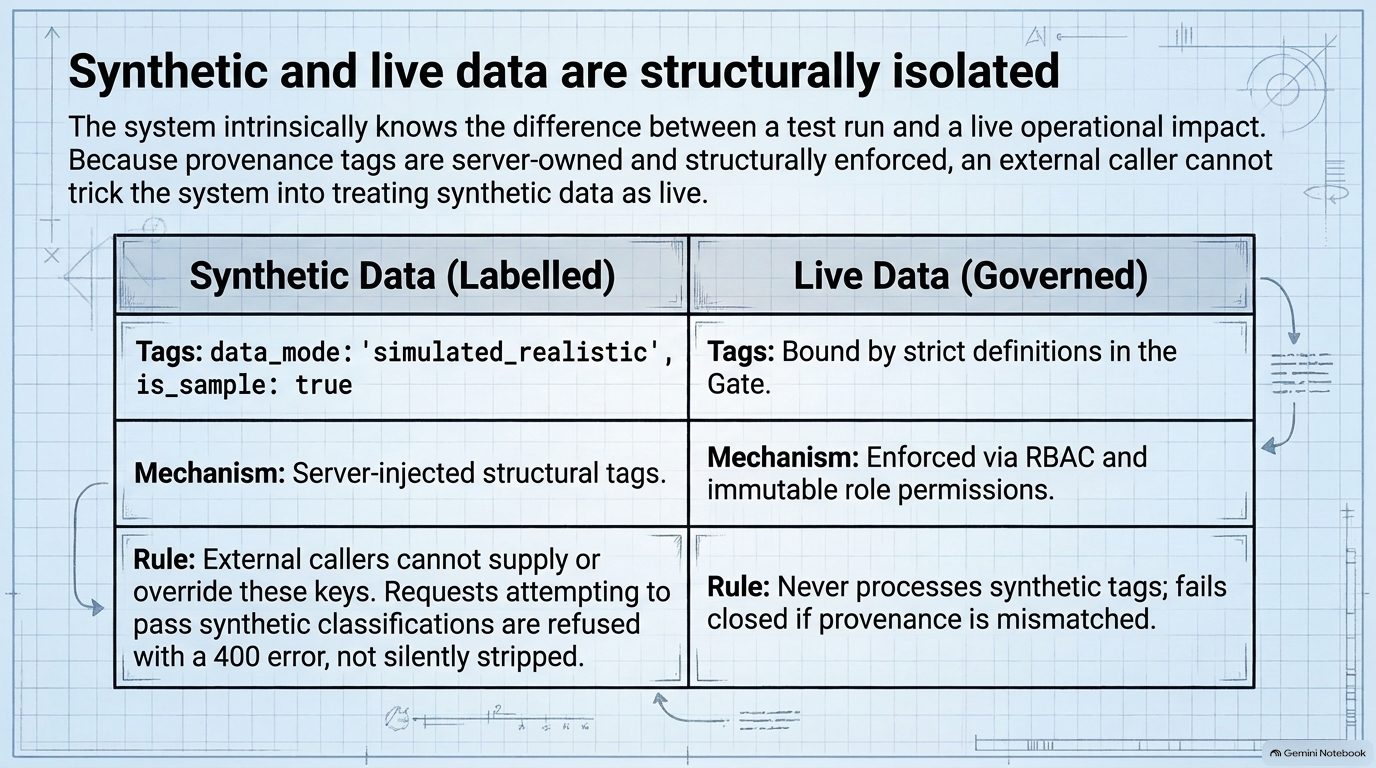 Synthetic and live data are structurally isolated
The system intrinsically knows the difference between a test run and a live operational impact.
Because provenance tags are server-owned and structurally enforced, an external caller cannot
trick the system into treating synthetic data as live.
Synthetic Data (Labelled)
Live Data (Governed)
Tags: data_mode: 'simulated_realistic',
is_sample: true
Tags: Bound by strict definitions in the
Gate.
Mechanism: Server-injected structural tags.
Mechanism: Enforced via RBAC and
immutable role permissions.
Rule: External callers cannot supply or
override these keys. Requests attempting to
pass synthetic classifications are refused
with a 400 error, not silently stripped.
Rule: Never processes synthetic tags; fails
closed if provenance is mismatched.
Gemini Notebook